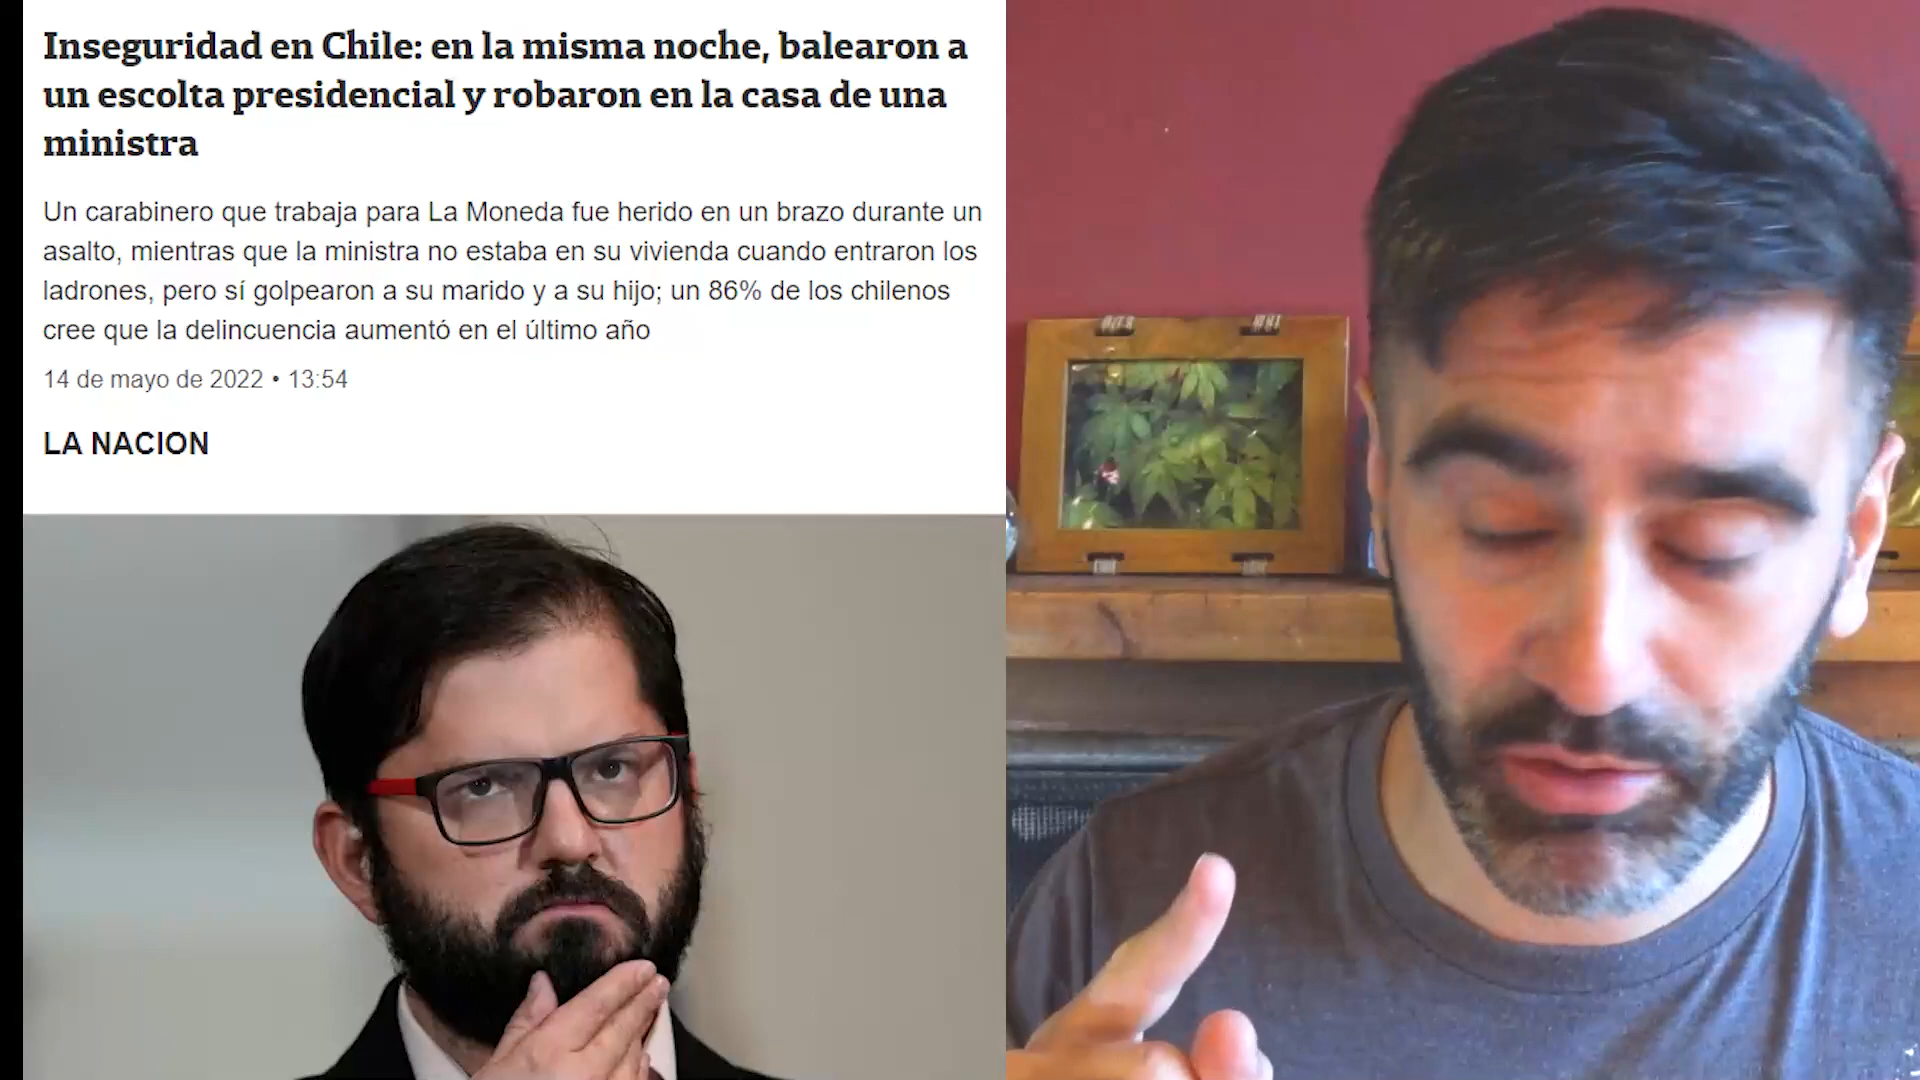 Inseguridad en Chile: en la misma noche, balearon a
un escolta presidencial y robaron en la casa de una
ministra
Un carabinero que trabaja para La Moneda fue herido en un brazo durante un
asalto, mientras que la ministra no estaba en su vivienda cuando entraron los
ladrones, pero sí golpearon a su marido y a su hijo; un 86% de los chilenos
cree que la delincuencia aumentó en el último año
14 de mayo de 2022 • 13:54
LA NACION